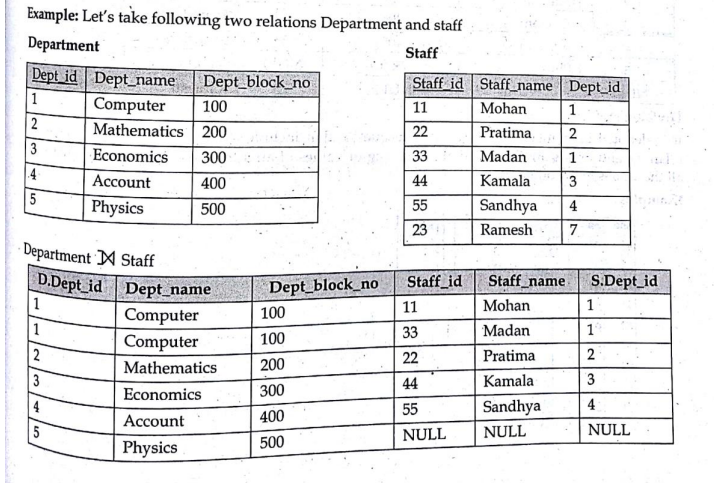 Example: Let's take following two relations Department and staff
Department
Dept_id Dept_name Dept_block_no
1 Computer 100
2 Mathematics 200
3 Economics 300
4 Account 400
5 Physics 500
Staff
Staff_id Staff_name Dept_id
11 Mohan 1
22 Pratima 2
33 Madan 1
44 Kamala 3
55 Sandhya 4
23 Ramesh 7
Department ⟕ Staff
D.Dept_id Dept_name Dept_block_no Staff_id Staff_name S.Dept_id
1 Computer 100 11 Mohan 1
1 Computer 100 33 Madan 1
2 Mathematics 200 22 Pratima 2
3 Economics 300 44 Kamala 3
4 Account 400 55 Sandhya 4
5 Physics 500 NULL NULL NULL